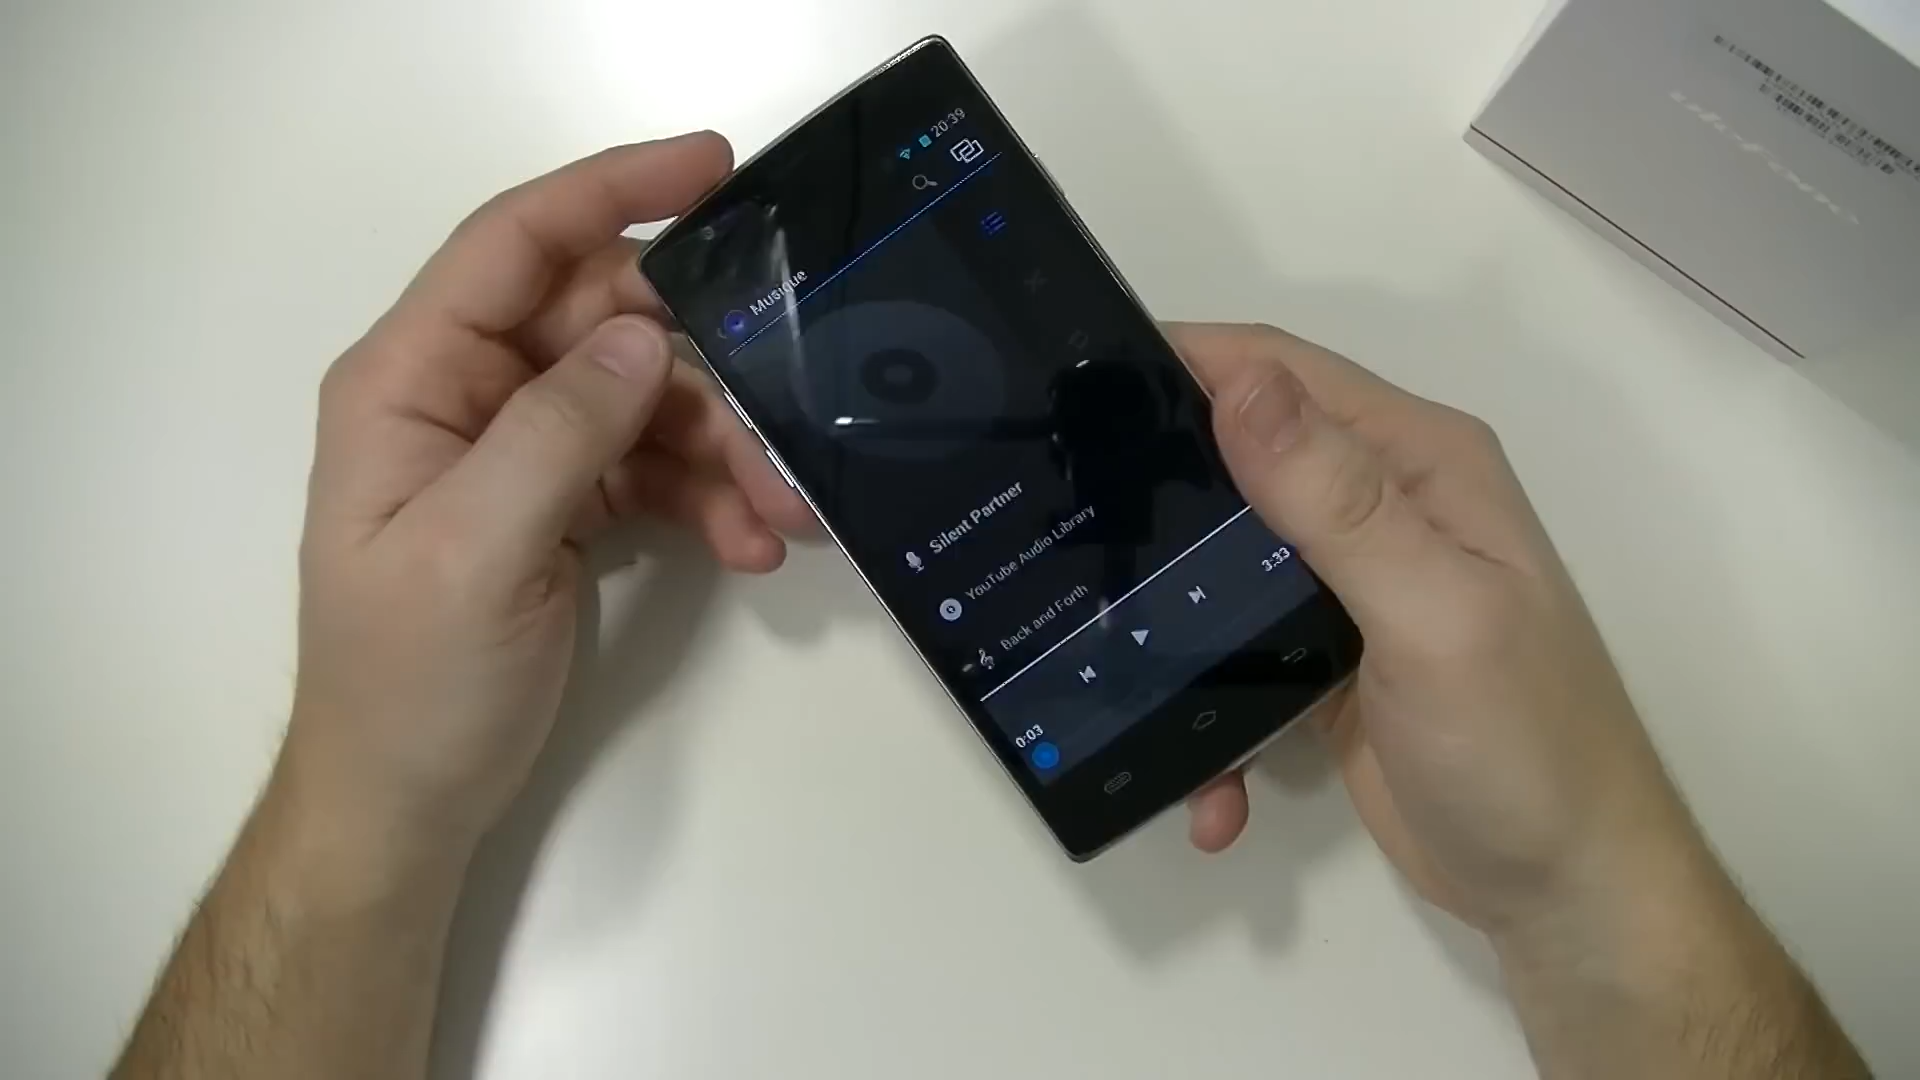 20:39
Musique
Silent Partner
YouTube Audio Library
Back and Forth
3:33
0:03